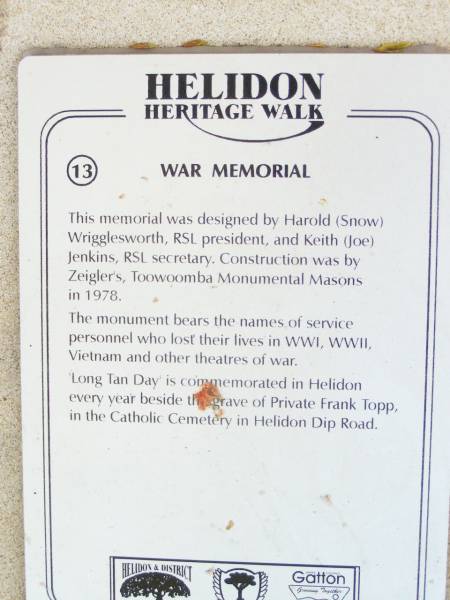 HELIDON
HERITAGE WALK
13 WAR MEMORIAL
This memorial was designed by Harold (Snow)
Wrigglesworth, RSL president, and Keith (Joe)
Jenkins, RSL secretary. Construction was by
Zeigler's, Toowoomba Monumental Masons
in 1978.
The monument bears the names of service
personnel who lost their lives in WWI, WWII,
Vietnam and other theatres of war.
'Long Tan Day' is commemorated in Helidon
every year beside the grave of Private Frank Topp,
in the Catholic Cemetery in Helidon Dip Road.
HELIDON & DISTRICT
Gatton
Growing Together